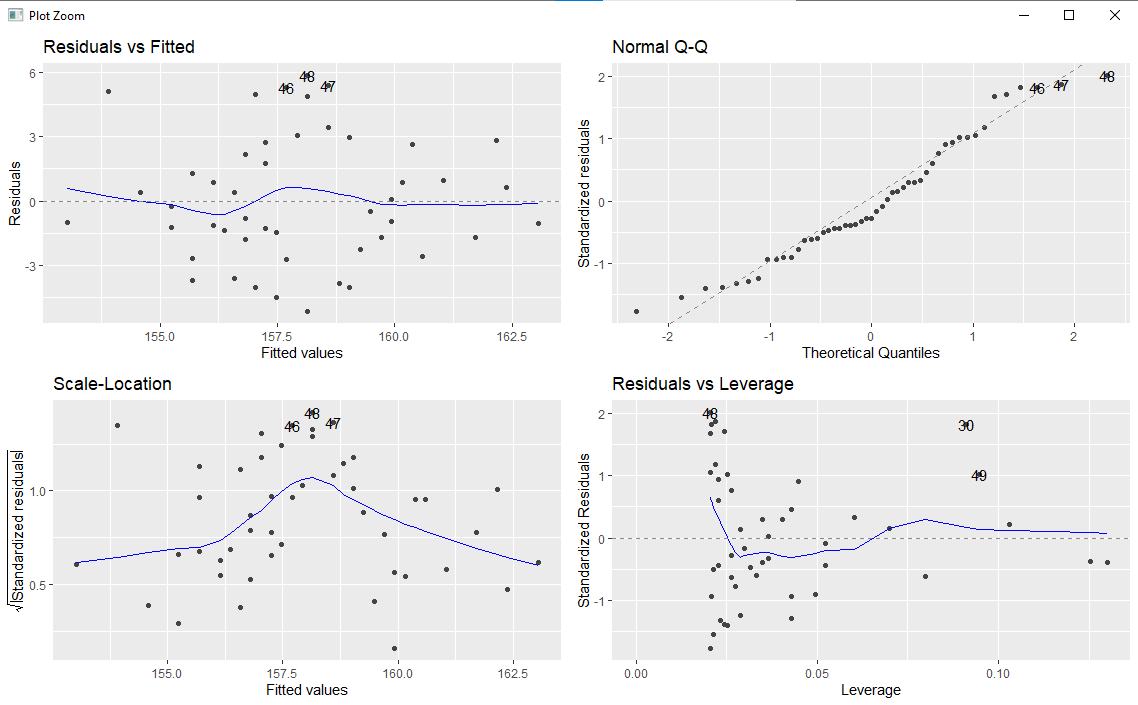 Plot Zoom
Residuals vs Fitted
Residuals
6
3
0
-3
46
48
47
155.0 157.5 160.0 162.5
Fitted values
Normal Q-Q
Standardized residuals
2
1
0
-1
46
47
48
-2 -1 0 1 2
Theoretical Quantiles
Scale-Location
√|Standardized residuals|
1.0
0.5
46
48
47
155.0 157.5 160.0 162.5
Fitted values
Residuals vs Leverage
Standardized Residuals
2
1
0
-1
48
30
49
0.00 0.05 0.10
Leverage